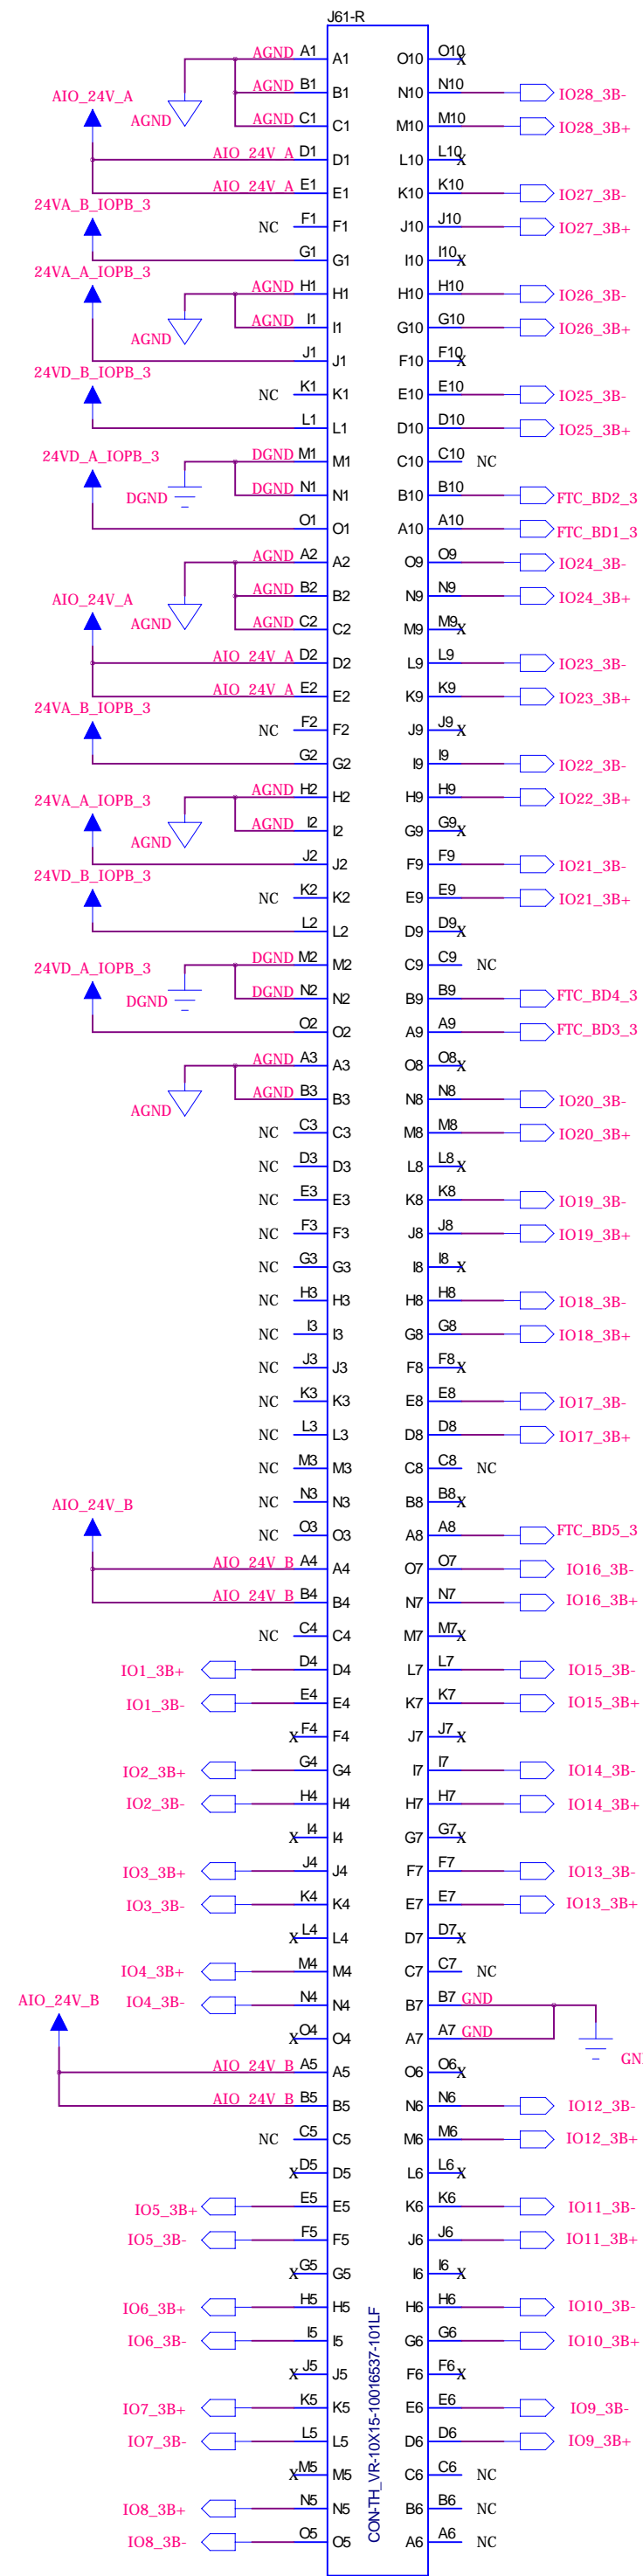 J61-R
AGND A1 A1 O10 O10 X
AIO_24V_A AGND B1 B1 N10 N10 IO28_3B-
AGND AGND C1 C1 M10 M10 IO28_3B+
AIO_24V_A D1 D1 L10 L10 X
AIO_24V_A E1 E1 K10 K10 IO27_3B-
24VA_B_IOPB_3
NC F1 F1 J10 J10 IO27_3B+
G1 G1 I10 I10 X
24VA_A_IOPB_3
AGND H1 H1 H10 H10 IO26_3B-
AGND I1 I1 G10 G10 IO26_3B+
AGND
J1 J1 F10 F10 X
24VD_B_IOPB_3
NC K1 K1 E10 E10 IO25_3B-
L1 L1 D10 D10 IO25_3B+
24VD_A_IOPB_3 DGND M1 M1 C10 C10 NC
DGND DGND N1 N1 B10 B10 FTC_BD2_3
O1 O1 A10 A10 FTC_BD1_3
AGND A2 A2 O9 O9 IO24_3B-
AIO_24V_A AGND B2 B2 N9 N9 IO24_3B+
AGND AGND C2 C2 M9 M9 X
AIO_24V_A D2 D2 L9 L9 IO23_3B-
AIO_24V_A E2 E2 K9 K9 IO23_3B+
24VA_B_IOPB_3
NC F2 F2 J9 J9 X
G2 G2 I9 I9 IO22_3B-
24VA_A_IOPB_3 AGND H2 H2 H9 H9 IO22_3B+
AGND I2 I2 G9 G9 X
AGND
J2 J2 F9 F9 IO21_3B-
24VD_B_IOPB_3
NC K2 K2 E9 E9 IO21_3B+
L2 L2 D9 D9 X
24VD_A_IOPB_3 DGND M2 M2 C9 C9 NC
DGND DGND N2 N2 B9 B9 FTC_BD4_3
O2 O2 A9 A9 FTC_BD3_3
AGND A3 A3 O8 O8 X
AGND B3 B3 N8 N8 IO20_3B-
AGND
NC C3 C3 M8 M8 IO20_3B+
NC D3 D3 L8 L8 X
NC E3 E3 K8 K8 IO19_3B-
NC F3 F3 J8 J8 IO19_3B+
NC G3 G3 I8 I8 X
NC H3 H3 H8 H8 IO18_3B-
NC I3 I3 G8 G8 IO18_3B+
NC J3 J3 F8 F8 X
NC K3 K3 E8 E8 IO17_3B-
NC L3 L3 D8 D8 IO17_3B+
NC M3 M3 C8 C8 NC
AIO_24V_B NC N3 N3 B8 B8 X
NC O3 O3 A8 A8 FTC_BD5_3
AIO_24V_B A4 A4 O7 O7 IO16_3B-
AIO_24V_B B4 B4 N7 N7 IO16_3B+
NC C4 C4 M7 M7 X
IO1_3B+ D4 D4 L7 L7 IO15_3B-
IO1_3B- E4 E4 K7 K7 IO15_3B+
X F4 F4 J7 J7 X
IO2_3B+ G4 G4 I7 I7 IO14_3B-
IO2_3B- H4 H4 H7 H7 IO14_3B+
X I4 I4 G7 G7 X
IO3_3B+ J4 J4 F7 F7 IO13_3B-
IO3_3B- K4 K4 E7 E7 IO13_3B+
X L4 L4 D7 D7 X
IO4_3B+ M4 M4 C7 C7 NC
AIO_24V_B IO4_3B- N4 N4 B7 B7 GND
X O4 O4 A7 A7 GND
GN
AIO_24V_B A5 A5 O6 O6 X
AIO_24V_B B5 B5 N6 N6 IO12_3B-
NC C5 C5 M6 M6 IO12_3B+
X D5 D5 L6 L6 X
IO5_3B+ E5 E5 K6 K6 IO11_3B-
IO5_3B- F5 F5 J6 J6 IO11_3B+
X G5 G5 I6 I6 X
IO6_3B+ H5 H5 H6 H6 IO10_3B-
IO6_3B- I5 I5 G6 G6 IO10_3B+
X J5 J5 F6 F6 X
IO7_3B+ K5 K5 E6 E6 IO9_3B-
IO7_3B- L5 L5 D6 D6 IO9_3B+
X M5 M5 C6 C6 NC
IO8_3B+ N5 N5 B6 B6 NC
IO8_3B- O5 O5 A6 A6 NC
CON-TH_VR-10X15-10016537-101LF